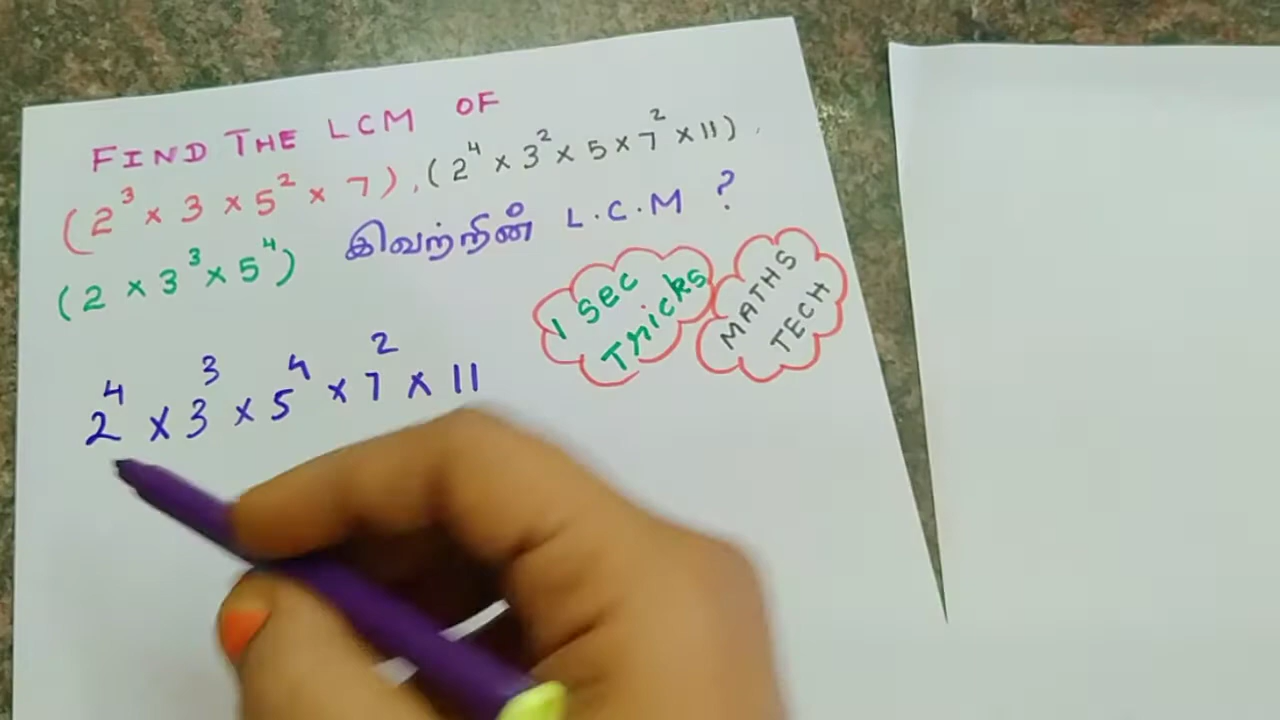 FIND THE LCM OF
(2³ × 3 × 5² × 7), (2⁴ × 3² × 5 × 7² × 11),
(2 × 3³ × 5⁴) இவற்றின் L.C.M ?
1 Sec
Tricks
MATHS
TECH
2⁴ × 3³ × 5⁴ × 7² × 11